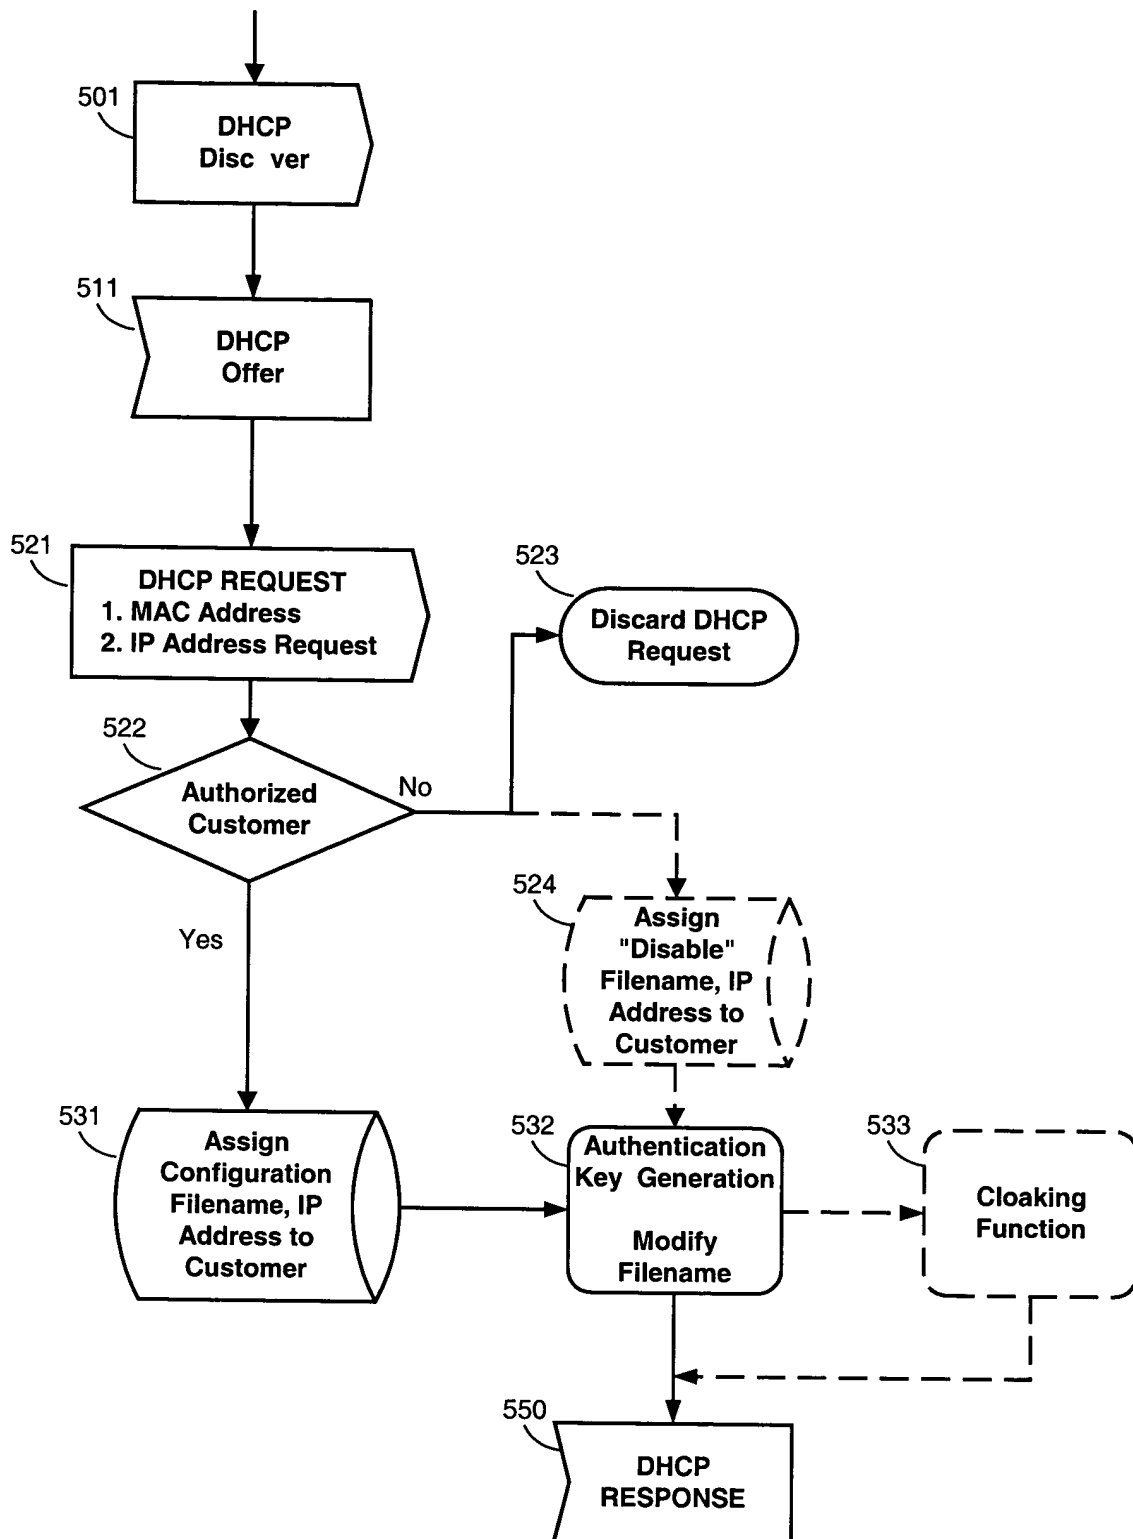 501
DHCP
Disc ver
511
DHCP
Offer
521
DHCP REQUEST
1. MAC Address
2. IP Address Request
523
Discard DHCP
Request
522
Authorized
Customer
No
Yes
524
Assign
"Disable"
Filename, IP
Address to
Customer
531
Assign
Configuration
Filename, IP
Address to
Customer
532
Authentication
Key Generation
Modify
Filename
533
Cloaking
Function
550
DHCP
RESPONSE